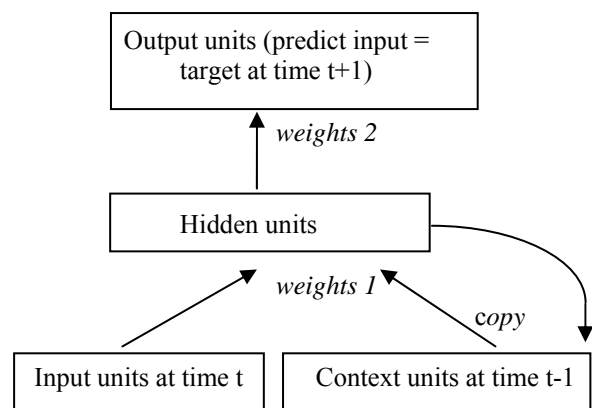 Output units (predict input =
target at time t+1)
weights 2
Hidden units
weights 1
copy
Input units at time t
Context units at time t-1